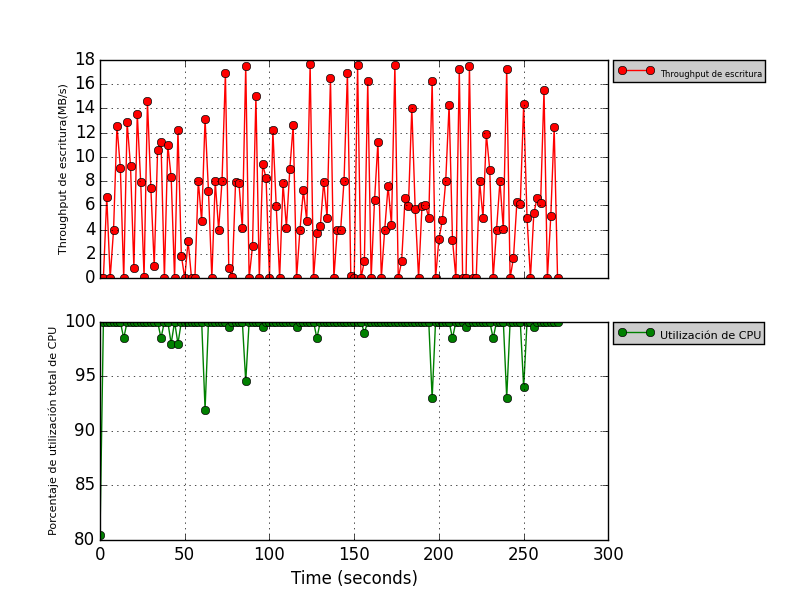 18
16
14
12
10
8
6
4
2
0
Throughput de escritura(MB/s)
Throughput de escritura
100
95
90
85
80
Porcentaje de utilización total de CPU
Utilización de CPU
0 50 100 150 200 250 300
Time (seconds)